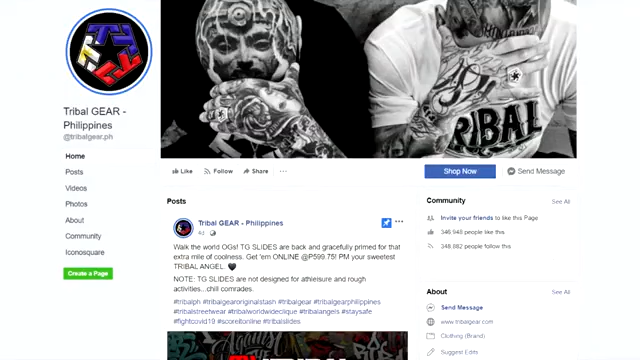 Tribal GEAR -
Philippines
@tribalgear.ph
Home
Posts
Videos
Photos
About
Community
Iconosquare
Create a Page
TRIBAL
Like
Follow
Share
Shop Now
Send Message
Posts
Tribal GEAR - Philippines
4d
Walk the world OGs! TG SLIDES are back and gracefully primed for that
extra mile of coolness. Get 'em ONLINE @P599.75! PM your sweetest
TRIBAL ANGEL 🖤
NOTE: TG SLIDES are not designed for athleisure and rough
activities...chill comrades.
#tribalph #tribalgearoriginalstash #tribalgear #tribalgearphilippines
#tribalstreetwear #tribalworldwideclique #tribalangels #staysafe
#fightcovid19 #scoreitonline #tribalslides
Community
See All
Invite your friends to like this Page
346,948 people like this
348,882 people follow this
About
See All
Send Message
www.tribalgear.com
Clothing (Brand)
Suggest Edits